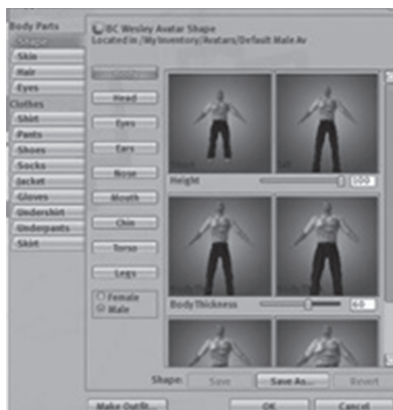 Body Parts
Shape
Skin
Hair
Eyes
Clothes
Shirt
Pants
Shoes
Socks
Jacket
Gloves
Undershirt
Underpants
Skirt
BC Wesley Avatar Shape
Located in /My Inventory/Avatars/Default Male Av
Body
Head
Eyes
Ears
Nose
Mouth
Chin
Torso
Legs
Female
Male
Height 100
Body Thickness 60
Shape: Save Save As... Revert
Make Outfit... OK Cancel